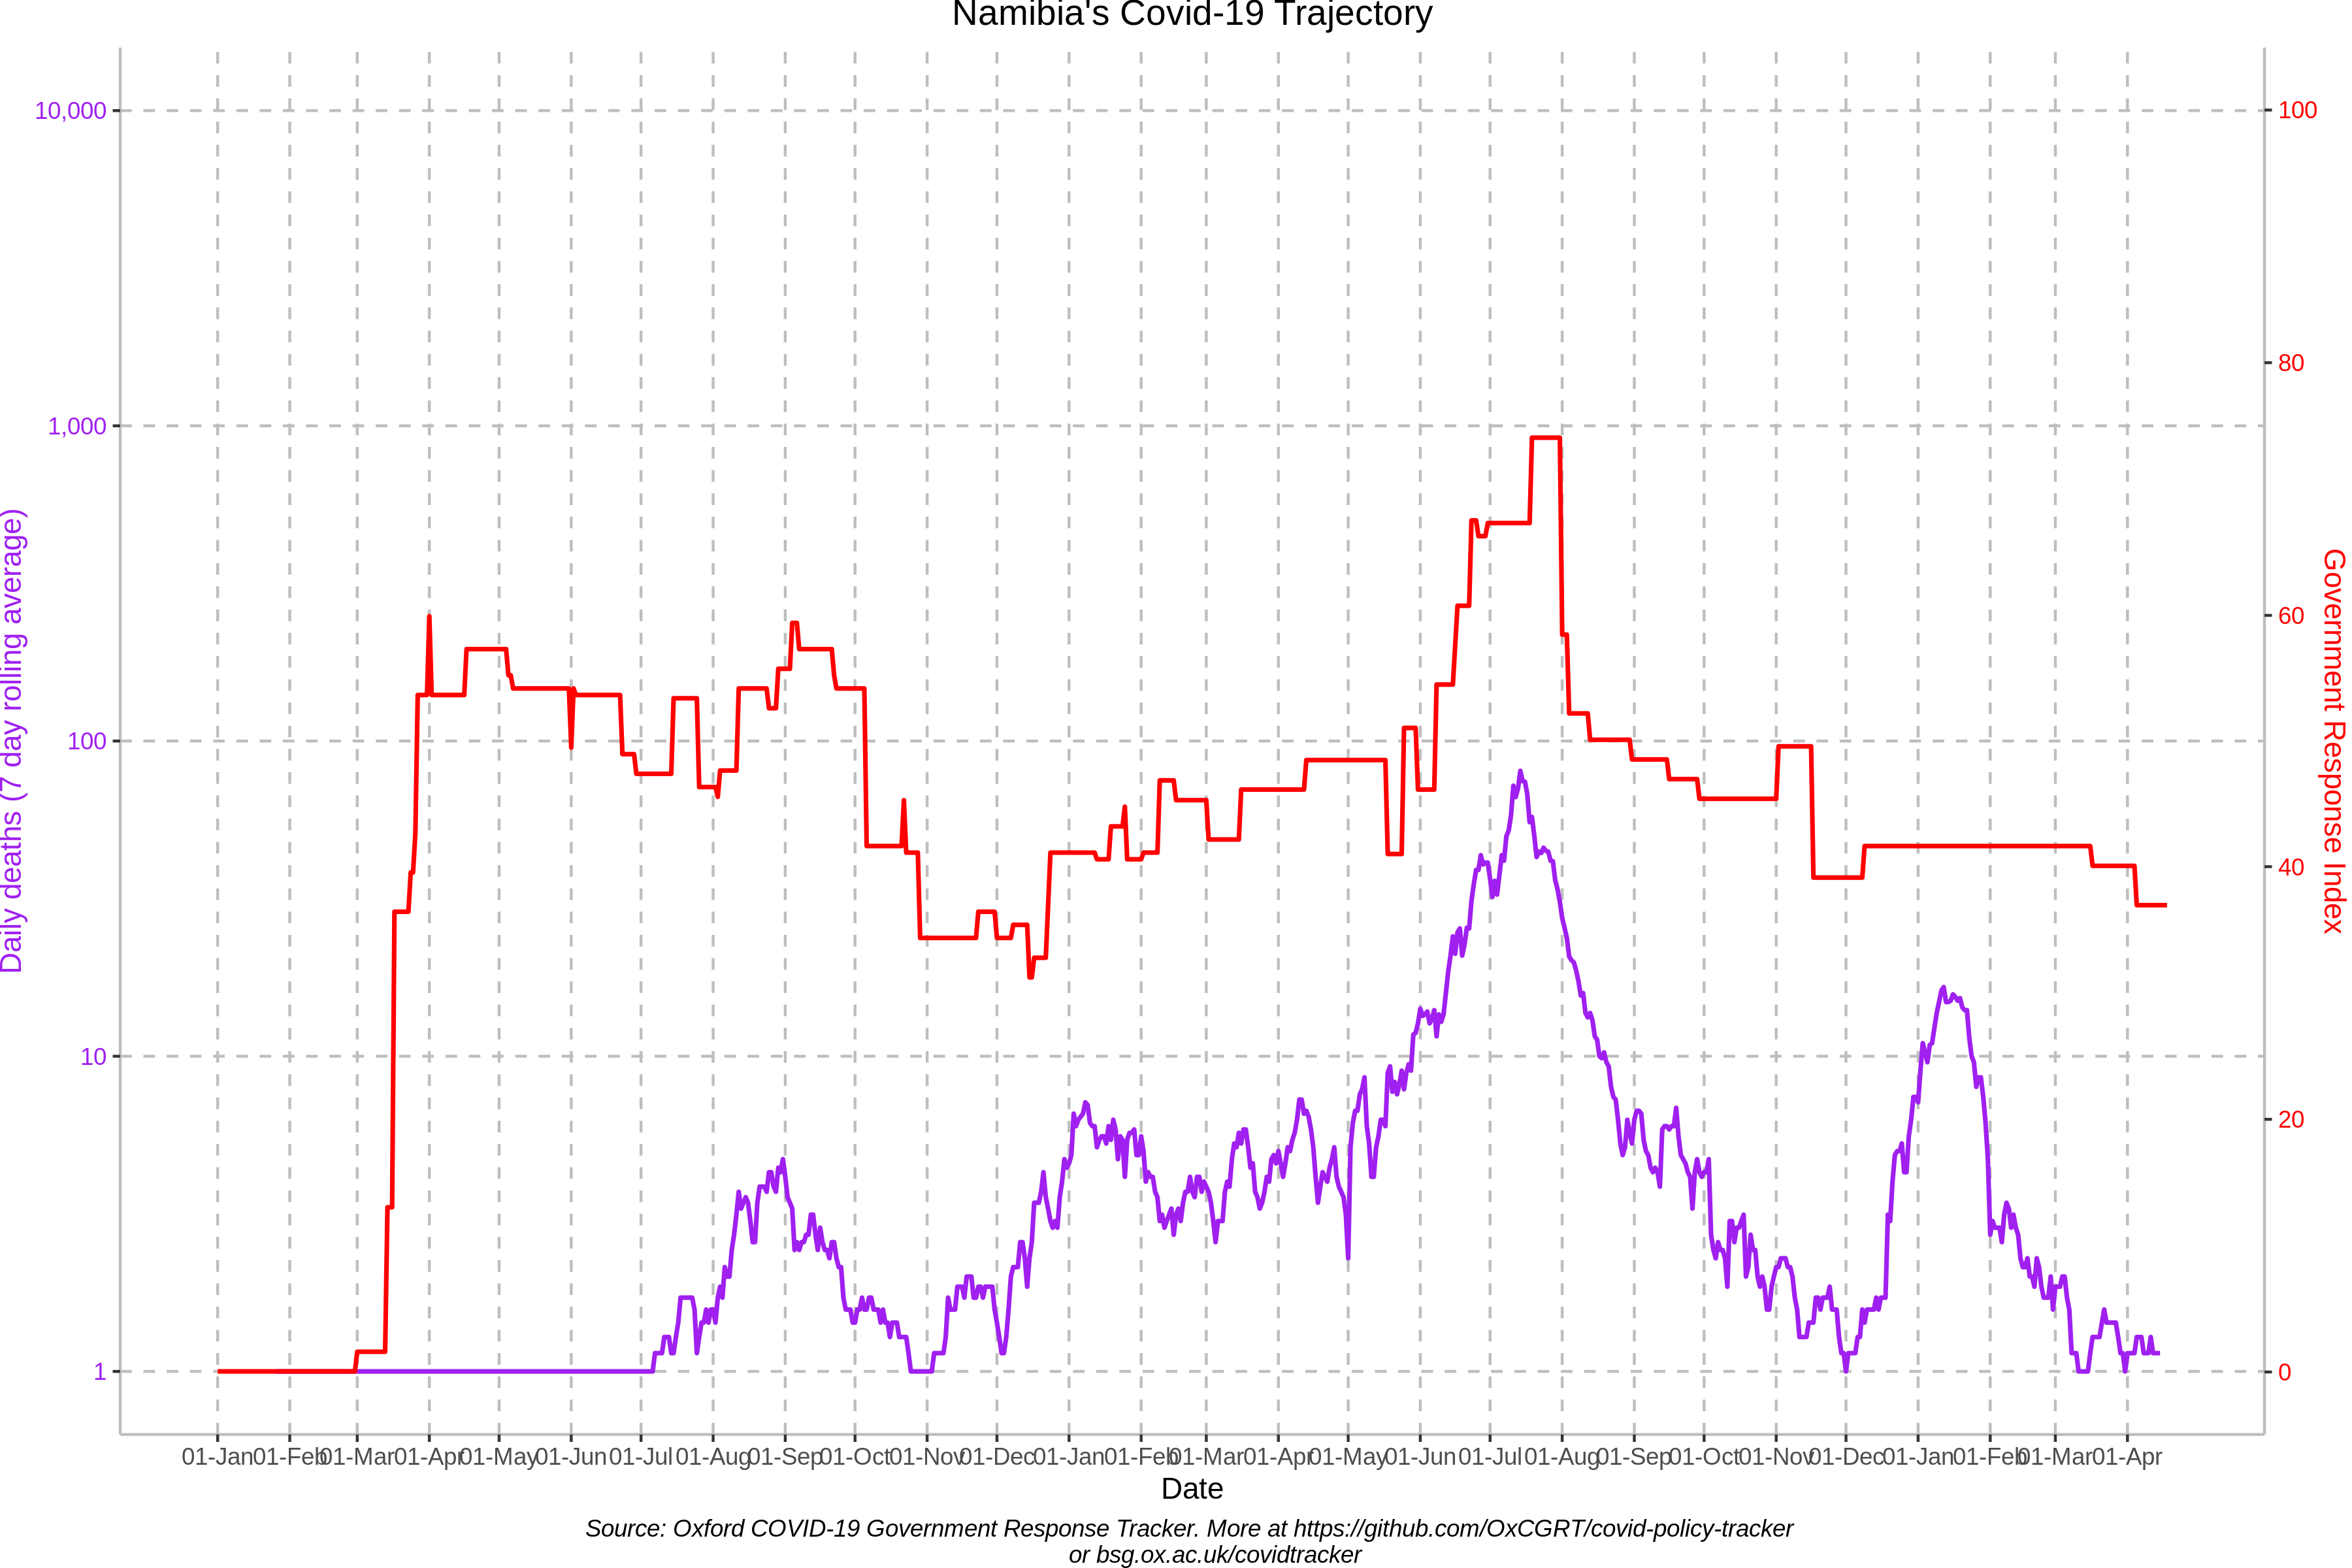 Namibia's Covid-19 Trajectory
10,000
1,000
100
10
1
Daily deaths (7 day rolling average)
100
80
60
40
20
0
Government Response Index
01-Jan 01-Feb 01-Mar 01-Apr 01-May 01-Jun 01-Jul 01-Aug 01-Sep 01-Oct 01-Nov 01-Dec 01-Jan 01-Feb 01-Mar 01-Apr 01-May 01-Jun 01-Jul 01-Aug 01-Sep 01-Oct 01-Nov 01-Dec 01-Jan 01-Feb 01-Mar 01-Apr
Date
Source: Oxford COVID-19 Government Response Tracker. More at https://github.com/OxCGRT/covid-policy-tracker
or bsg.ox.ac.uk/covidtracker